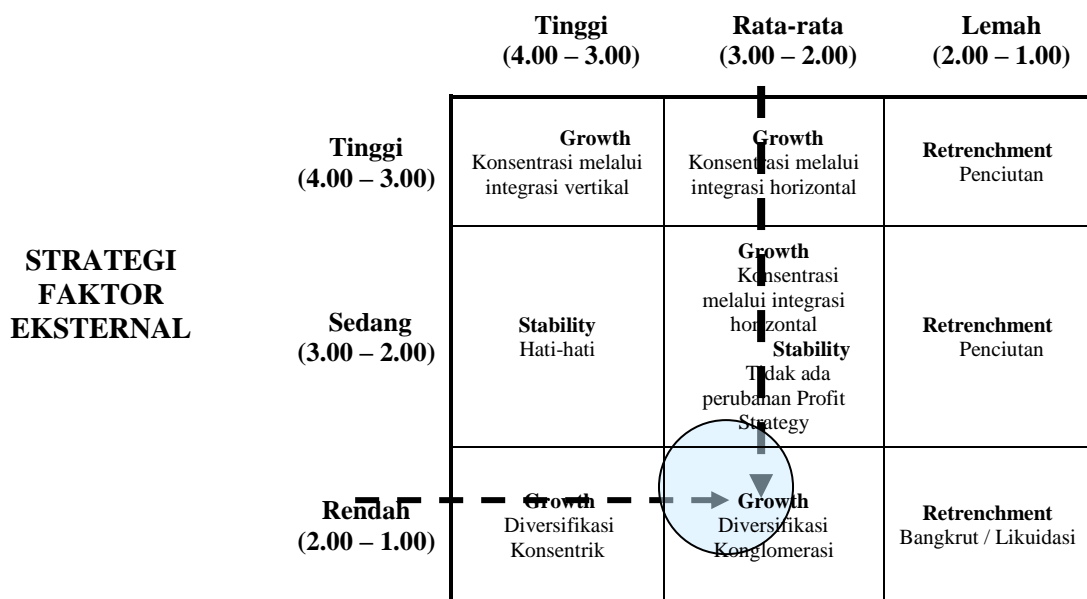 Tinggi
(4.00 – 3.00)
Rata-rata
(3.00 – 2.00)
Lemah
(2.00 – 1.00)
STRATEGI
FAKTOR
EKSTERNAL
Tinggi
(4.00 – 3.00)
Growth
Konsentrasi melalui
integrasi vertikal
Growth
Konsentrasi melalui
integrasi horizontal
Retrenchment
Penciutan
Sedang
(3.00 – 2.00)
Stability
Hati-hati
Growth
Konsentrasi
melalui integrasi
horizontal
Stability
Tidak ada
perubahan Profit
Strategy
Retrenchment
Penciutan
Rendah
(2.00 – 1.00)
Growth
Diversifikasi
Konsentrik
Growth
Diversifikasi
Konglomerasi
Retrenchment
Bangkrut / Likuidasi